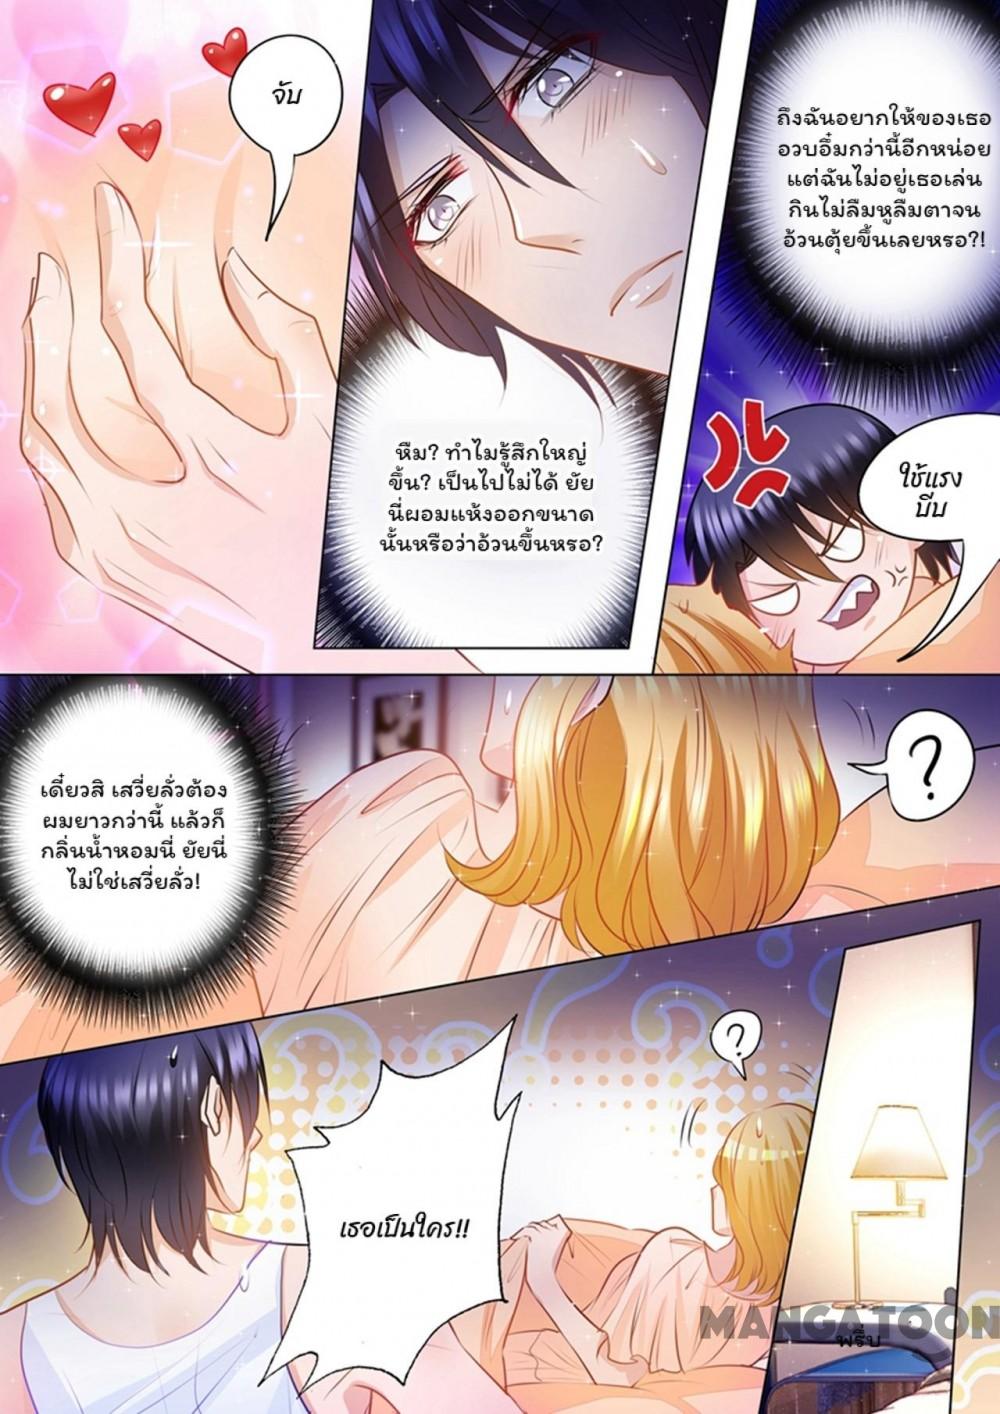 จับ
หืม? ทำไมรู้สึกใหญ่
ขึ้น? เป็นไปไม่ได้ ยัย
นี่ผอมแห้งออกขนาด
นั้นหรือว่าอ้วนขึ้นหรอ?
ถึงฉันอยากให้ของเธอ
อวบอิ๋มกว่านี้อีกหน่อย
แต่ฉันไม่อยู่เธอเล่น
กินไม่ลืมหูลืมตาจน
อ้วนตุ้ยขึ้นเลยหรอ?!
ใช้แรง
บีบ
เดี๋ยวสิ เสวี่ยลั่วต้อง
ผมยาวกว่านี้ แล้วก็
กลิ่นน้ำหอมนี่ ยัยนี่
ไม่ใช่เสวี่ยลั่ว!
?
?
เธอเป็นใคร!!
พรึ่บ
MANGATOON